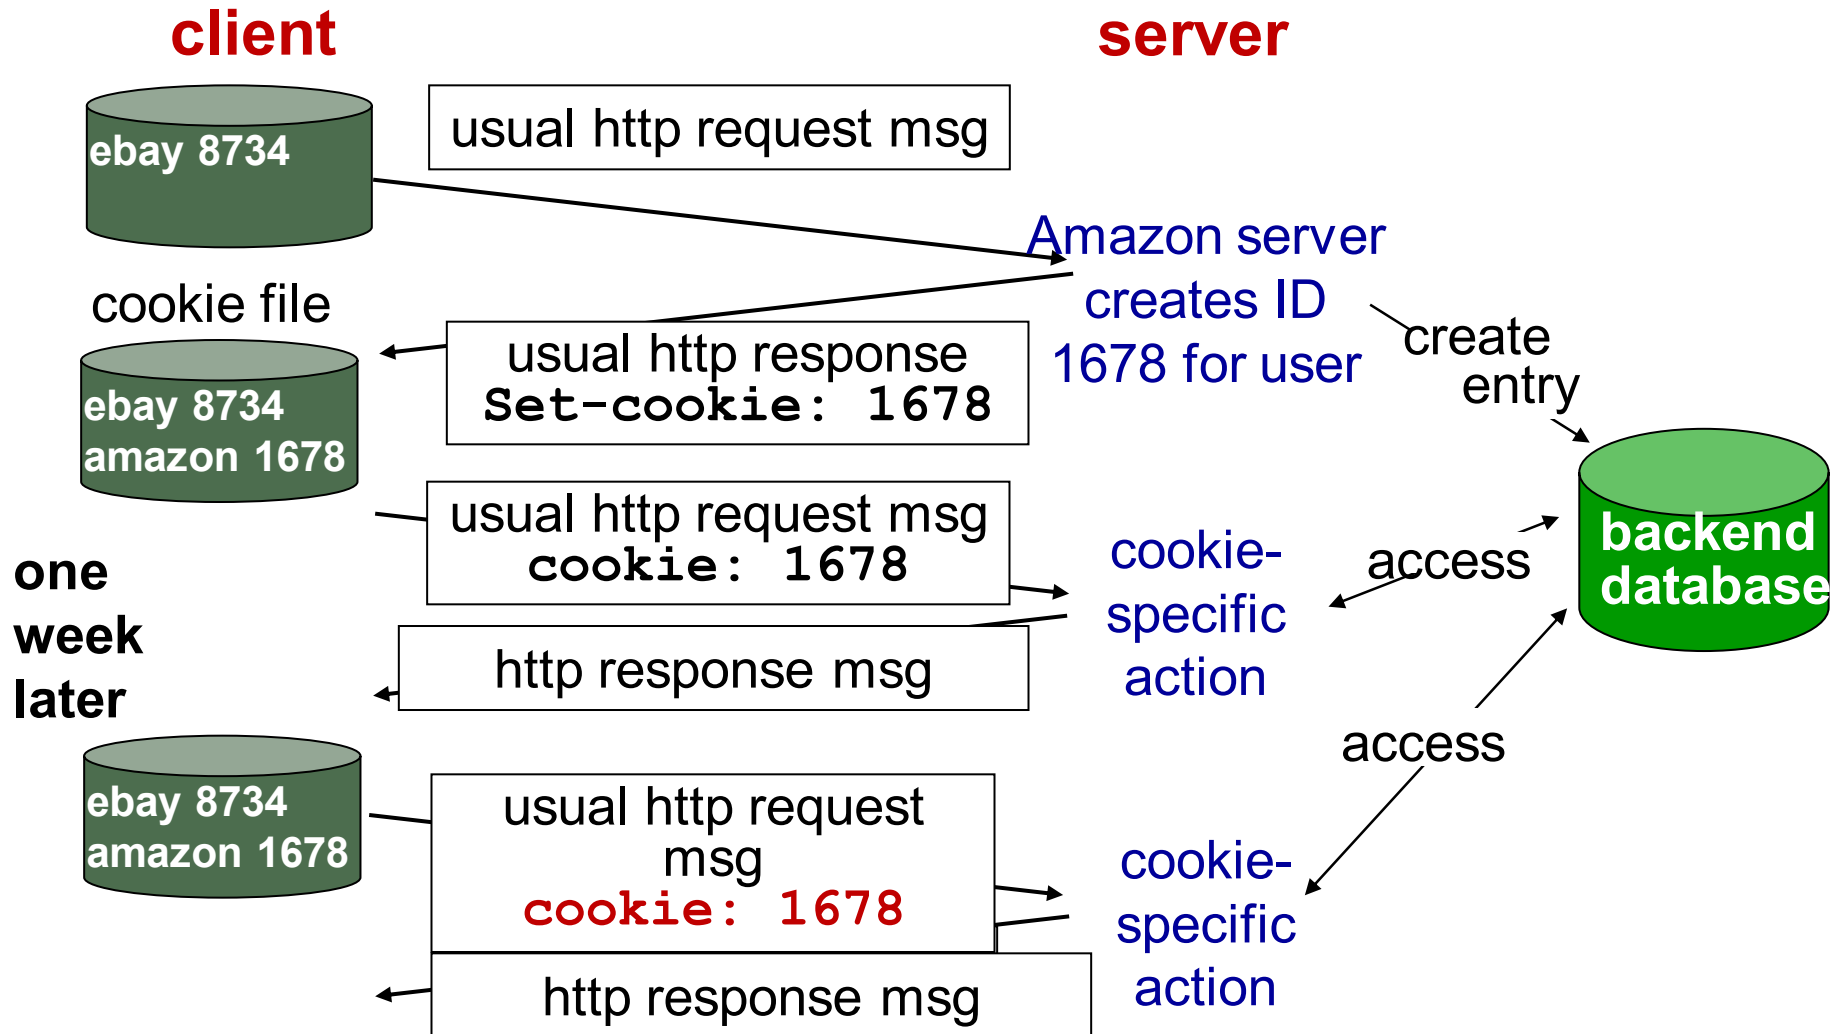 client
server
ebay 8734
usual http request msg
Amazon server
creates ID
1678 for user
cookie file
create
entry
usual http response
Set-cookie: 1678
ebay 8734
amazon 1678
usual http request msg
cookie: 1678
cookie-
specific
action
access
backend
database
one
week
later
http response msg
access
ebay 8734
amazon 1678
usual http request
msg
cookie: 1678
cookie-
specific
action
http response msg